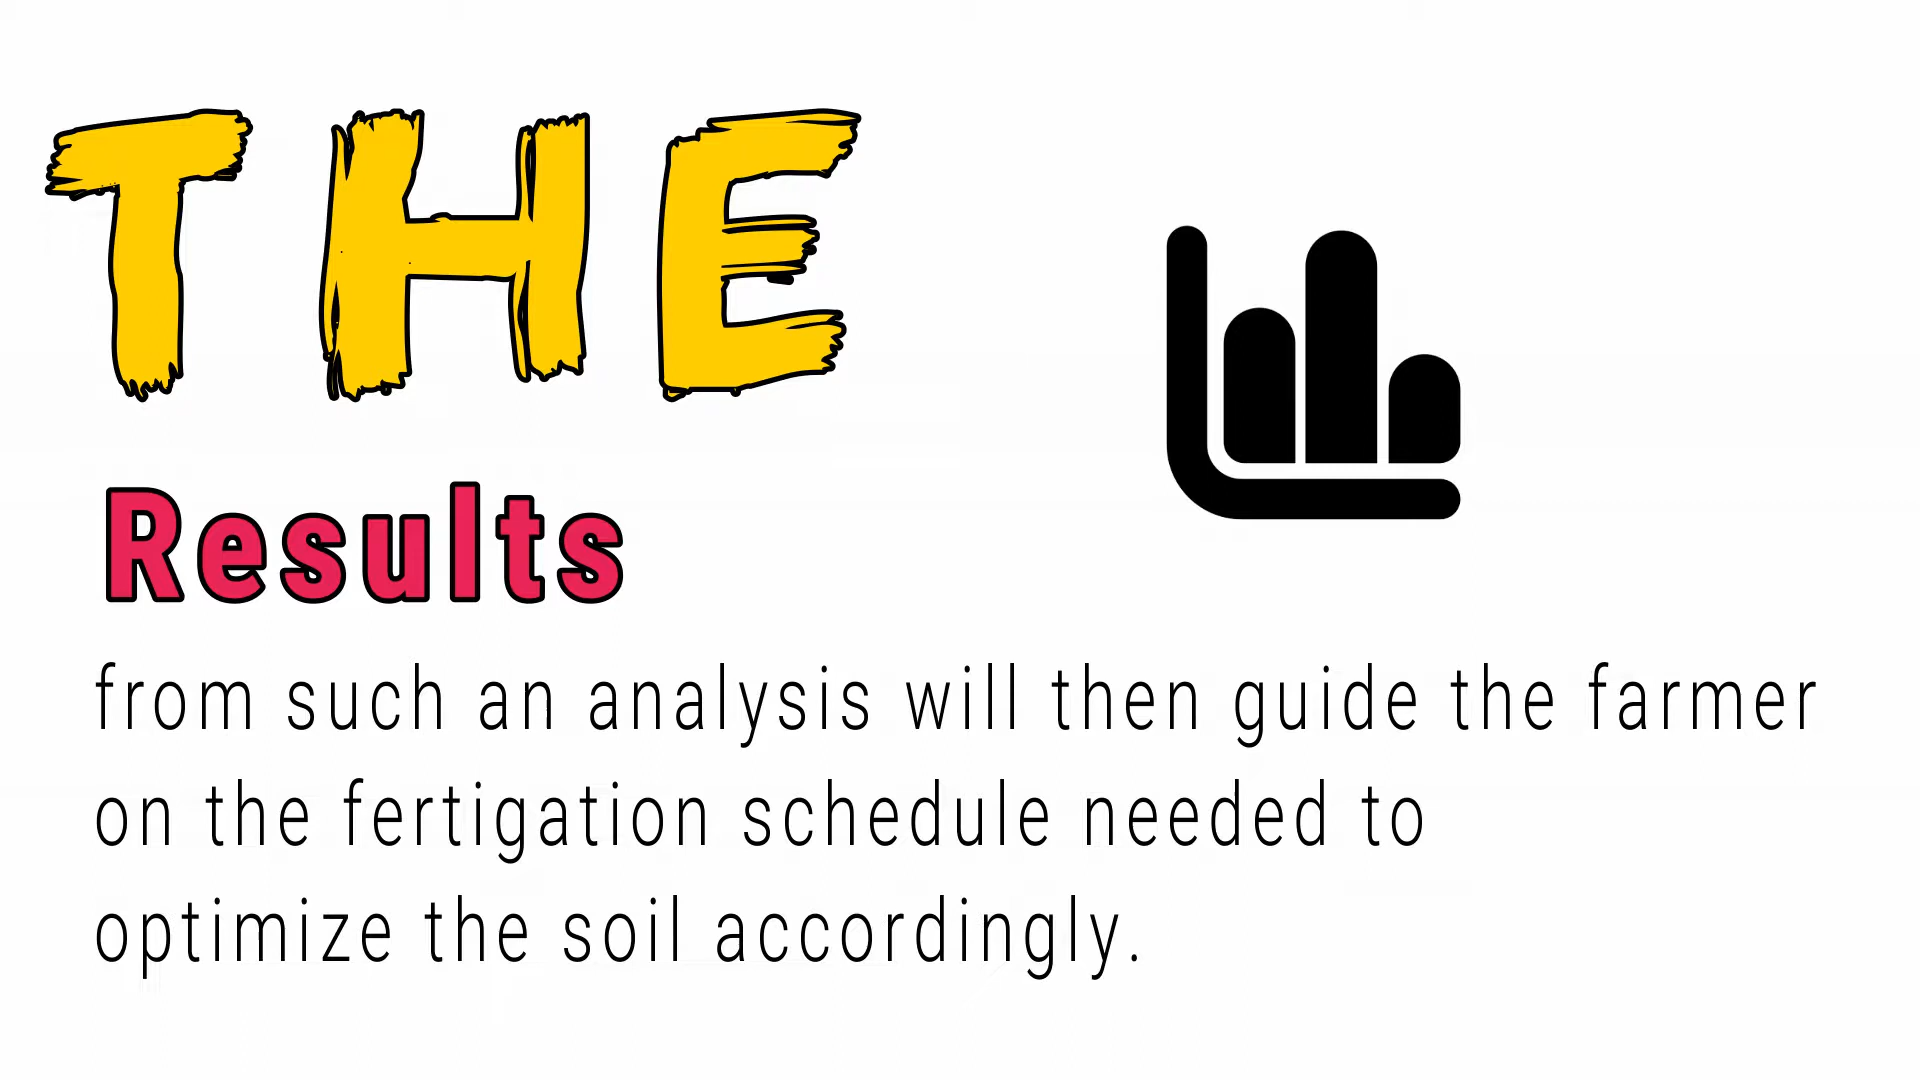 THE
Results
from such an analysis will then guide the farmer
on the fertigation schedule needed to
optimize the soil accordingly.